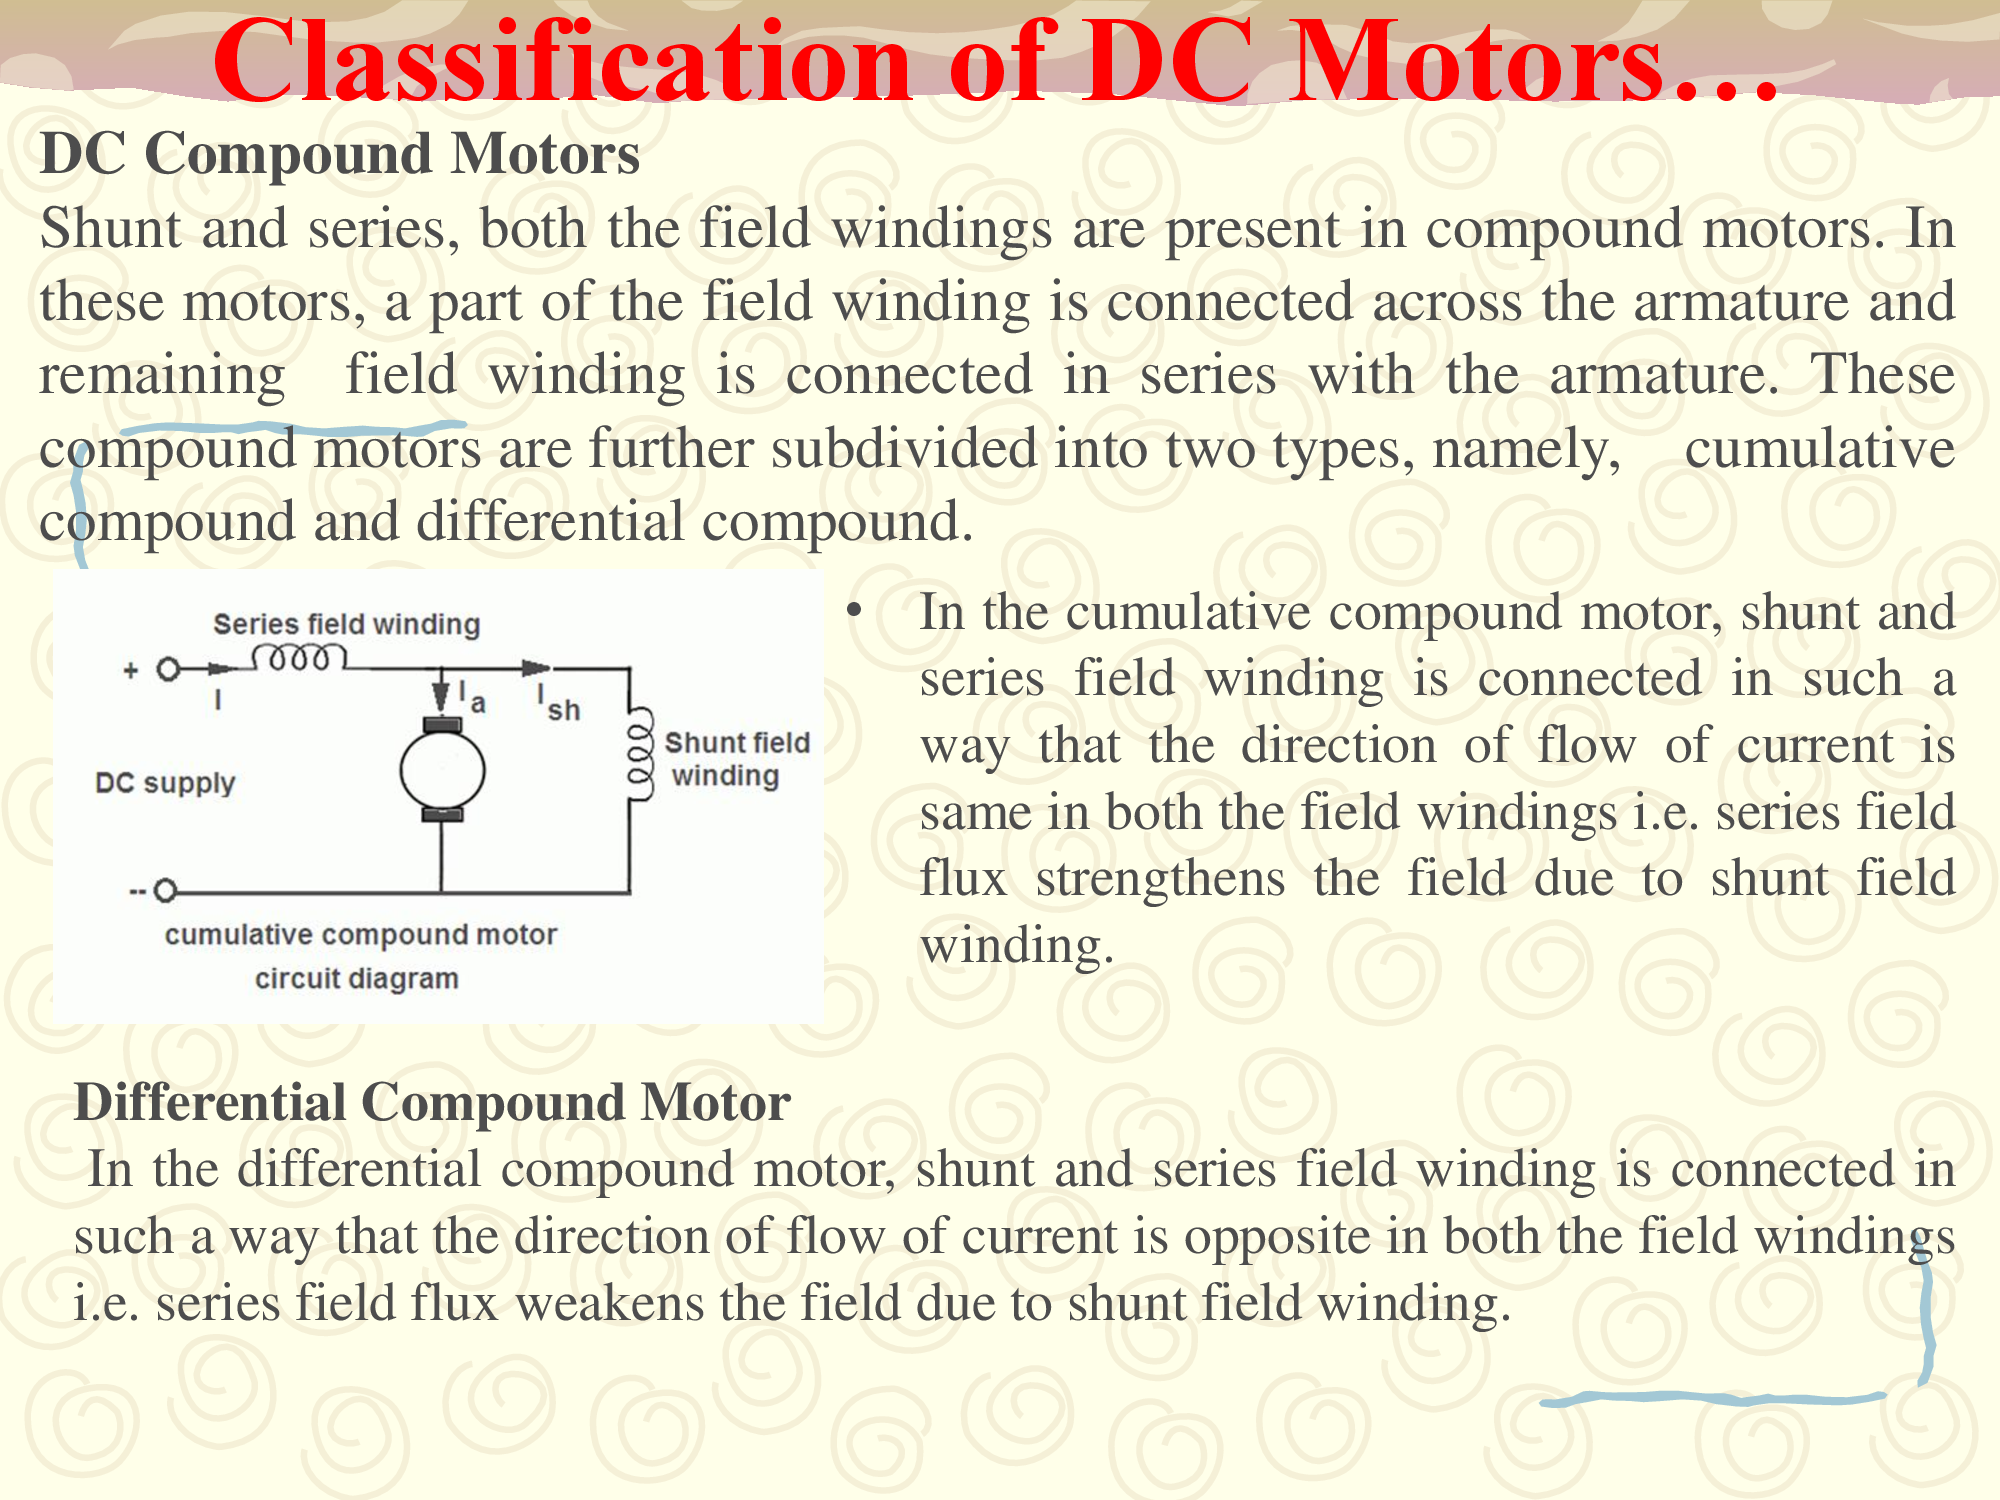 Classification of DC Motors…
DC Compound Motors
Shunt and series, both the field windings are present in compound motors. In
these motors, a part of the field winding is connected across the armature and
remaining field winding is connected in series with the armature. These
compound motors are further subdivided into two types, namely, cumulative
compound and differential compound.
Series field winding
+
I
I a
I sh
Shunt field
winding
DC supply
--
cumulative compound motor
circuit diagram
• In the cumulative compound motor, shunt and
series field winding is connected in such a
way that the direction of flow of current is
same in both the field windings i.e. series field
flux strengthens the field due to shunt field
winding.
Differential Compound Motor
In the differential compound motor, shunt and series field winding is connected in
such a way that the direction of flow of current is opposite in both the field windings
i.e. series field flux weakens the field due to shunt field winding.